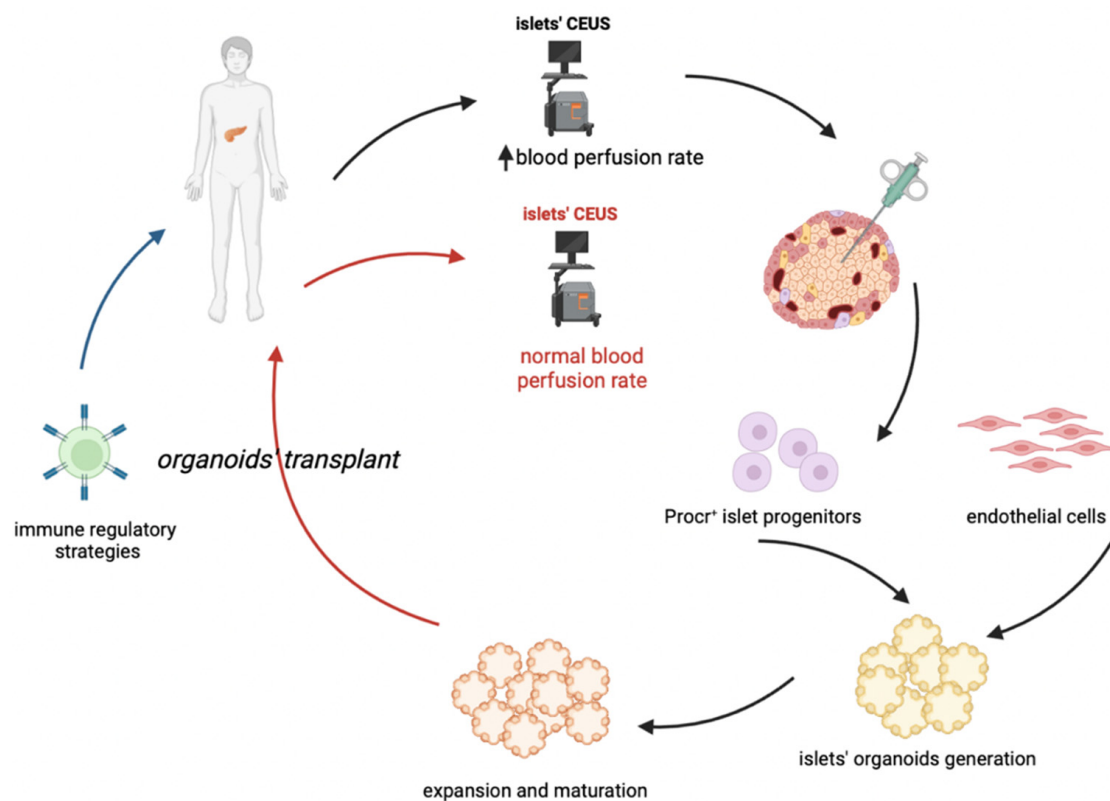 islets' CEUS
↑ blood perfusion rate
islets' CEUS
normal blood
perfusion rate
organoids' transplant
immune regulatory
strategies
Procr⁺ islet progenitors
endothelial cells
islets' organoids generation
expansion and maturation